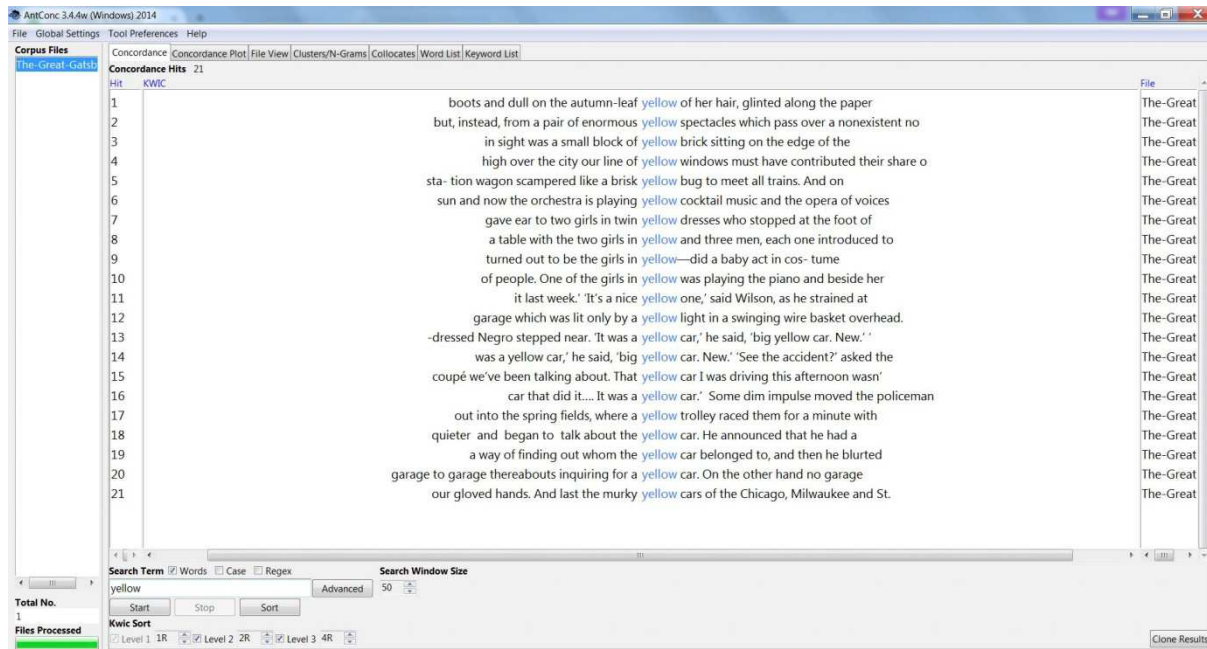 AntConc 3.4.4w (Windows) 2014
File Global Settings Tool Preferences Help
Corpus Files
The-Great-Gatsb
Concordance Concordance Plot File View Clusters/N-Grams Collocates Word List Keyword List
Concordance Hits 21
Hit KWIC File
1 boots and dull on the autumn-leaf yellow of her hair, glinted along the paper The-Great
2 but, instead, from a pair of enormous yellow spectacles which pass over a nonexistent no The-Great
3 in sight was a small block of yellow brick sitting on the edge of the The-Great
4 high over the city our line of yellow windows must have contributed their share o The-Great
5 sta- tion wagon scampered like a brisk yellow bug to meet all trains. And on The-Great
6 sun and now the orchestra is playing yellow cocktail music and the opera of voices The-Great
7 gave ear to two girls in twin yellow dresses who stopped at the foot of The-Great
8 a table with the two girls in yellow and three men, each one introduced to The-Great
9 turned out to be the girls in yellow—did a baby act in cos- tume The-Great
10 of people. One of the girls in yellow was playing the piano and beside her The-Great
11 it last week.' 'It's a nice yellow one,' said Wilson, as he strained at The-Great
12 garage which was lit only by a yellow light in a swinging wire basket overhead. The-Great
13 -dressed Negro stepped near. 'It was a yellow car,' he said, 'big yellow car. New.' ' The-Great
14 was a yellow car,' he said, 'big yellow car. New.' 'See the accident?' asked the The-Great
15 coupé we've been talking about. That yellow car I was driving this afternoon wasn' The-Great
16 car that did it.... It was a yellow car.' Some dim impulse moved the policeman The-Great
17 out into the spring fields, where a yellow trolley raced them for a minute with The-Great
18 quieter and began to talk about the yellow car. He announced that he had a The-Great
19 a way of finding out whom the yellow car belonged to, and then he blurted The-Great
20 garage to garage thereabouts inquiring for a yellow car. On the other hand no garage The-Great
21 our gloved hands. And last the murky yellow cars of the Chicago, Milwaukee and St. The-Great
Search Term Words Case Regex Search Window Size
yellow Advanced 50
Start Stop Sort
Total No.
1
Files Processed
Kwic Sort
Level 1 1R Level 2 2R Level 3 4R Clone Results